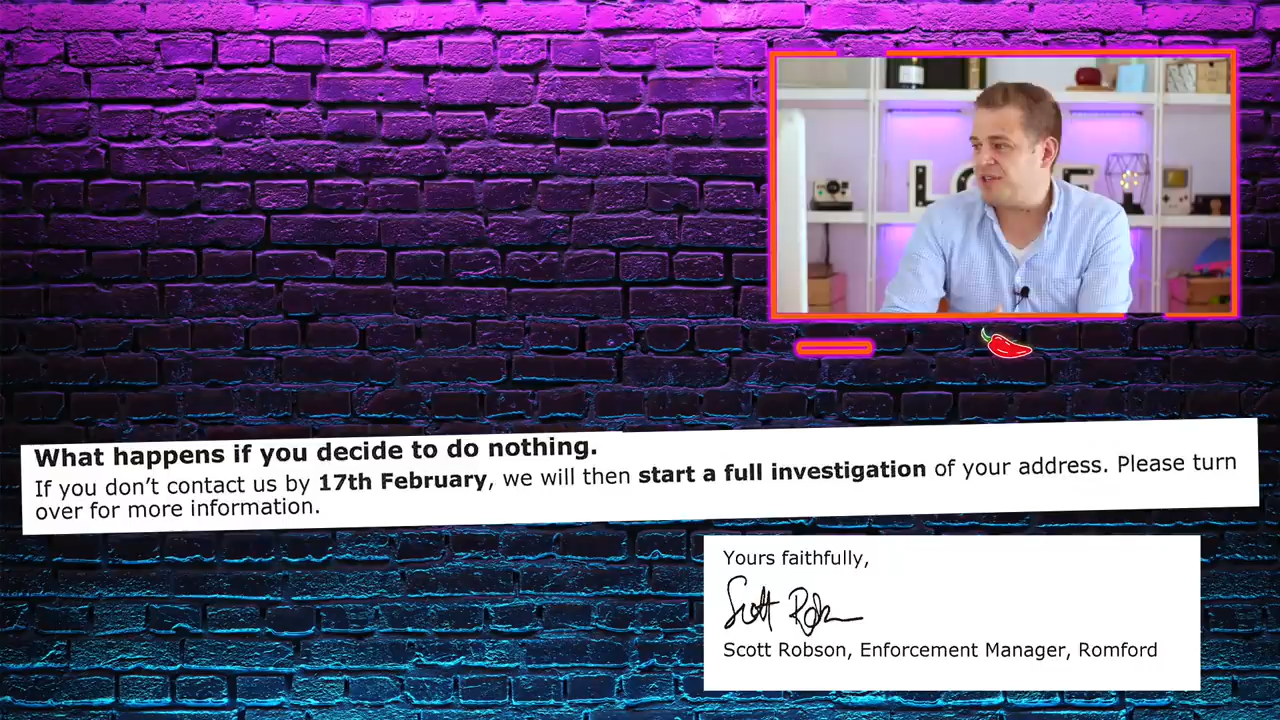 What happens if you decide to do nothing.
If you don't contact us by 17th February, we will then start a full investigation of your address. Please turn
over for more information.
Yours faithfully,
Scott Robson
Scott Robson, Enforcement Manager, Romford